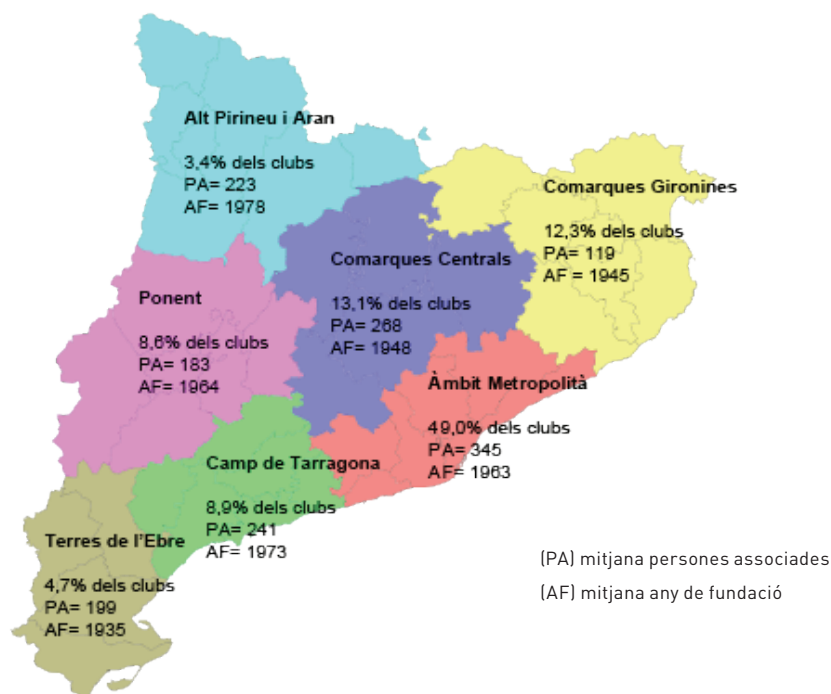 Alt Pirineu i Aran
3,4% dels clubs
PA= 223
AF= 1978
Comarques Gironines
12,3% dels clubs
PA= 119
AF = 1945
Comarques Centrals
13,1% dels clubs
PA= 268
AF= 1948
Ponent
8,6% dels clubs
PA= 183
AF= 1964
Àmbit Metropolità
49,0% dels clubs
PA= 345
AF= 1963
Camp de Tarragona
8,9% dels clubs
PA= 241
AF= 1973
Terres de l'Ebre
4,7% dels clubs
PA= 199
AF= 1935
(PA) mitjana persones associades
(AF) mitjana any de fundació